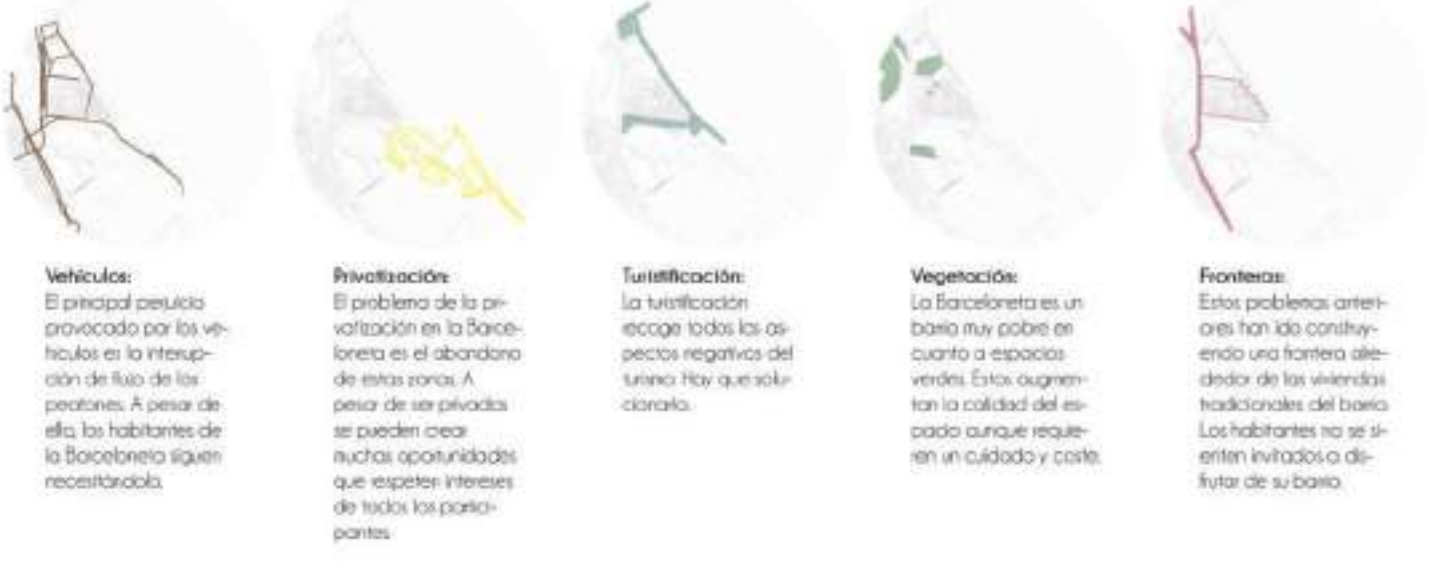 Vehículos:
El principal perjuicio
provocado por los ve-
hículos es la interup-
ción de flujo de los
peatones. A pesar de
ello, los habitantes de
la Barceloneta siguen
necesitándolo.
Privatización:
El problema de la pri-
vatización en la Barce-
loneta es el abandono
de estas zonas. A
pesar de ser privadas
se pueden crear
muchas oportunidades
que respeten intereses
de todos los partici-
pantes.
Turistificación:
La turistificación
recoge todos los as-
pectos negativos del
turismo. Hay que solu-
cionarlo.
Vegetación:
La Barceloneta es un
barrio muy pobre en
cuanto a espacios
verdes. Estos augmen-
tan la calidad del es-
pacio aunque requie-
ren un cuidado y coste.
Fronteras:
Estos problemas anteri-
ores han ido construy-
endo una frontera alre-
dedor de las viviendas
tradicionales del barrio.
Los habitantes no se si-
enten invitados a dis-
frutar de su barrio.